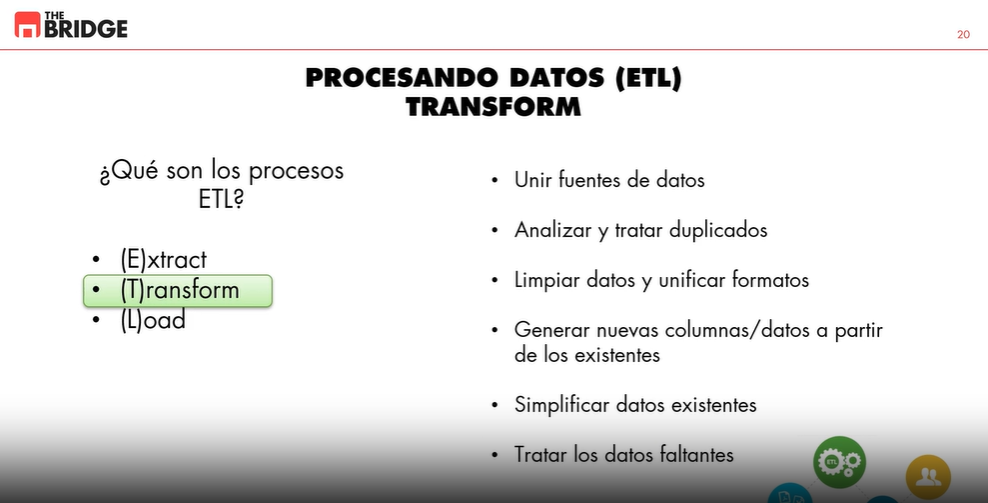 THE
BRIDGE
20
PROCESANDO DATOS (ETL)
TRANSFORM
¿Qué son los procesos
ETL?
• (E)xtract
• (T)ransform
• (L)oad
• Unir fuentes de datos
• Analizar y tratar duplicados
• Limpiar datos y unificar formatos
• Generar nuevas columnas/datos a partir
de los existentes
• Simplificar datos existentes
• Tratar los datos faltantes
ETL